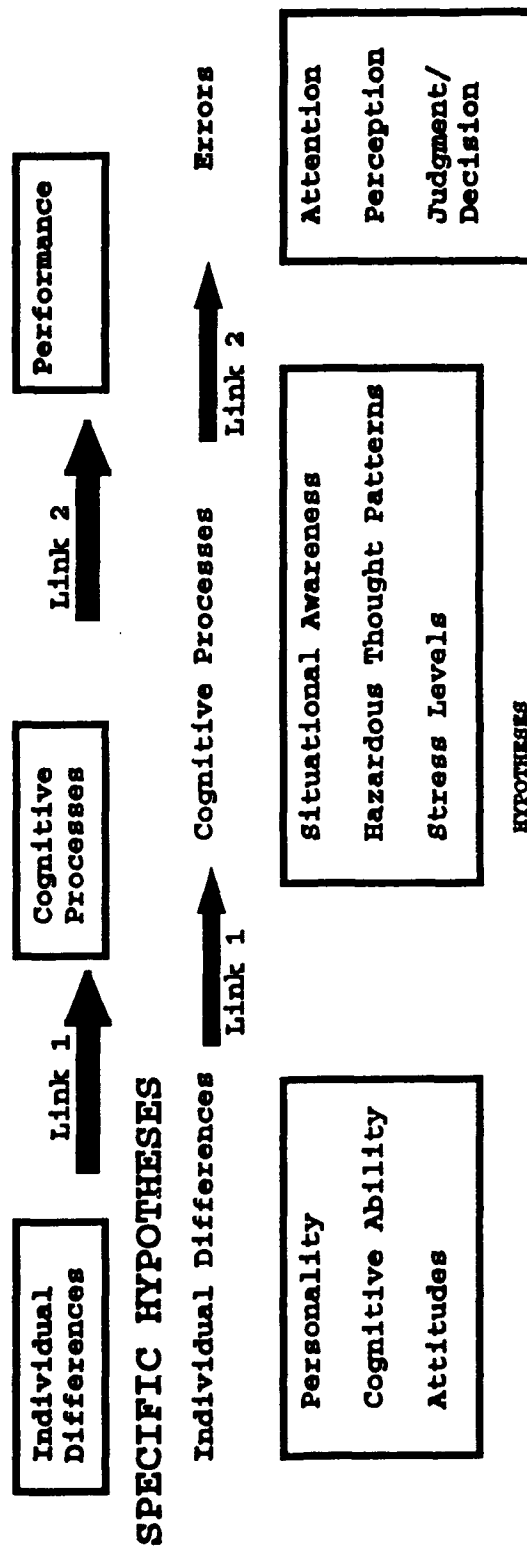 Individual
Differences
Link 1
Cognitive
Processes
Link 2
Performance
SPECIFIC HYPOTHESES
Individual Differences
Link 1
Cognitive Processes
Link 2
Errors
Personality
Cognitive Ability
Attitudes
Situational Awareness
Hazardous Thought Patterns
Stress Levels
Attention
Perception
Judgment/
Decision
HYPOTHESES